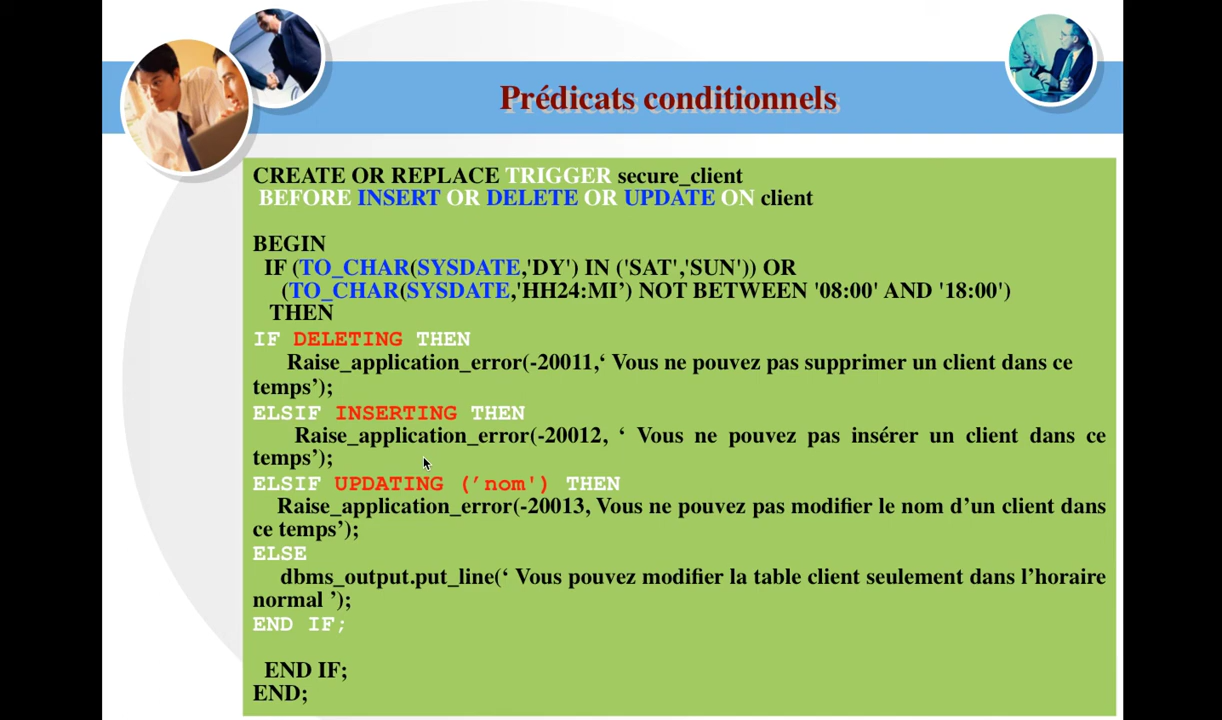 Prédicats conditionnels
CREATE OR REPLACE TRIGGER secure_client
BEFORE INSERT OR DELETE OR UPDATE ON client
BEGIN
IF (TO_CHAR(SYSDATE,'DY') IN ('SAT','SUN')) OR
(TO_CHAR(SYSDATE,'HH24:MI’) NOT BETWEEN '08:00' AND '18:00')
THEN
IF DELETING THEN
Raise_application_error(-20011,‘ Vous ne pouvez pas supprimer un client dans ce
temps’);
ELSIF INSERTING THEN
Raise_application_error(-20012, ‘ Vous ne pouvez pas insérer un client dans ce
temps’);
ELSIF UPDATING (’nom') THEN
Raise_application_error(-20013, Vous ne pouvez pas modifier le nom d’un client dans
ce temps’);
ELSE
dbms_output.put_line(‘ Vous pouvez modifier la table client seulement dans l’horaire
normal ’);
END IF;
END IF;
END;